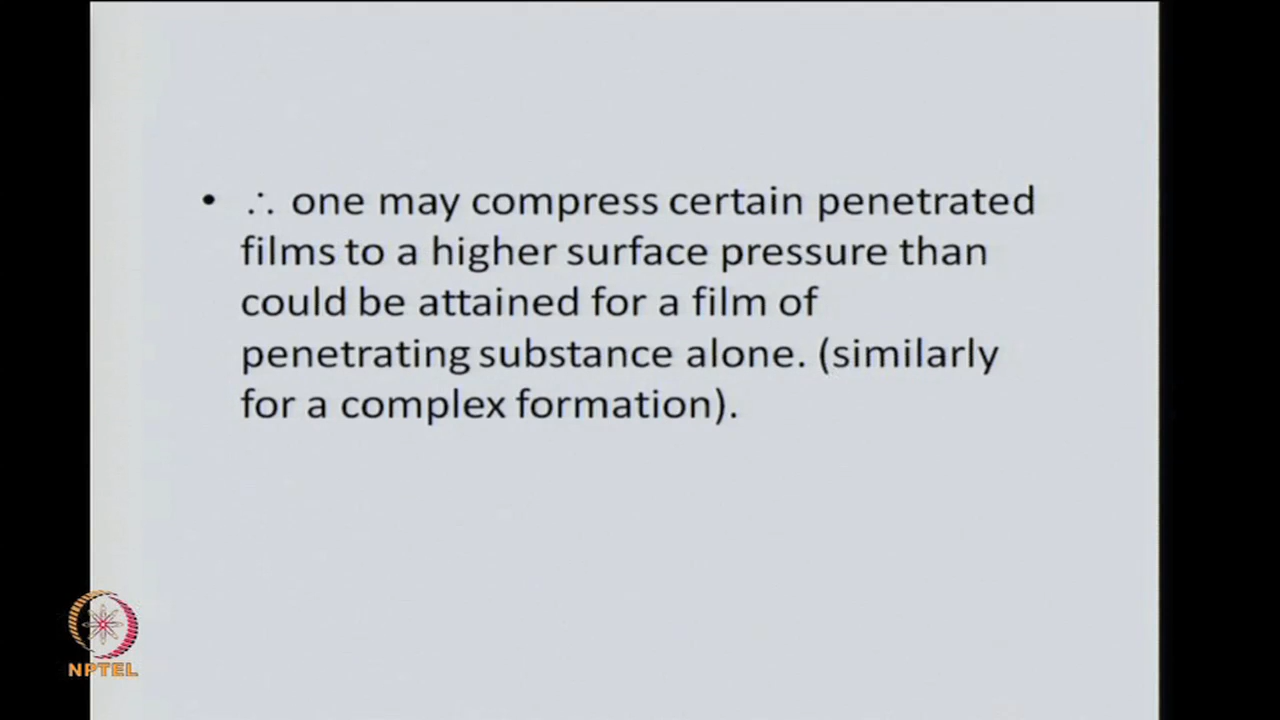 • ∴ one may compress certain penetrated
films to a higher surface pressure than
could be attained for a film of
penetrating substance alone. (similarly
for a complex formation).
NPTEL